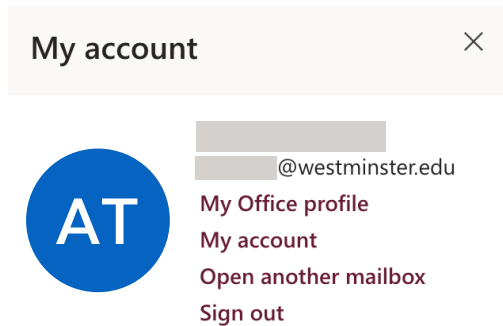 My account
@westminster.edu
AT
My Office profile
My account
Open another mailbox
Sign out